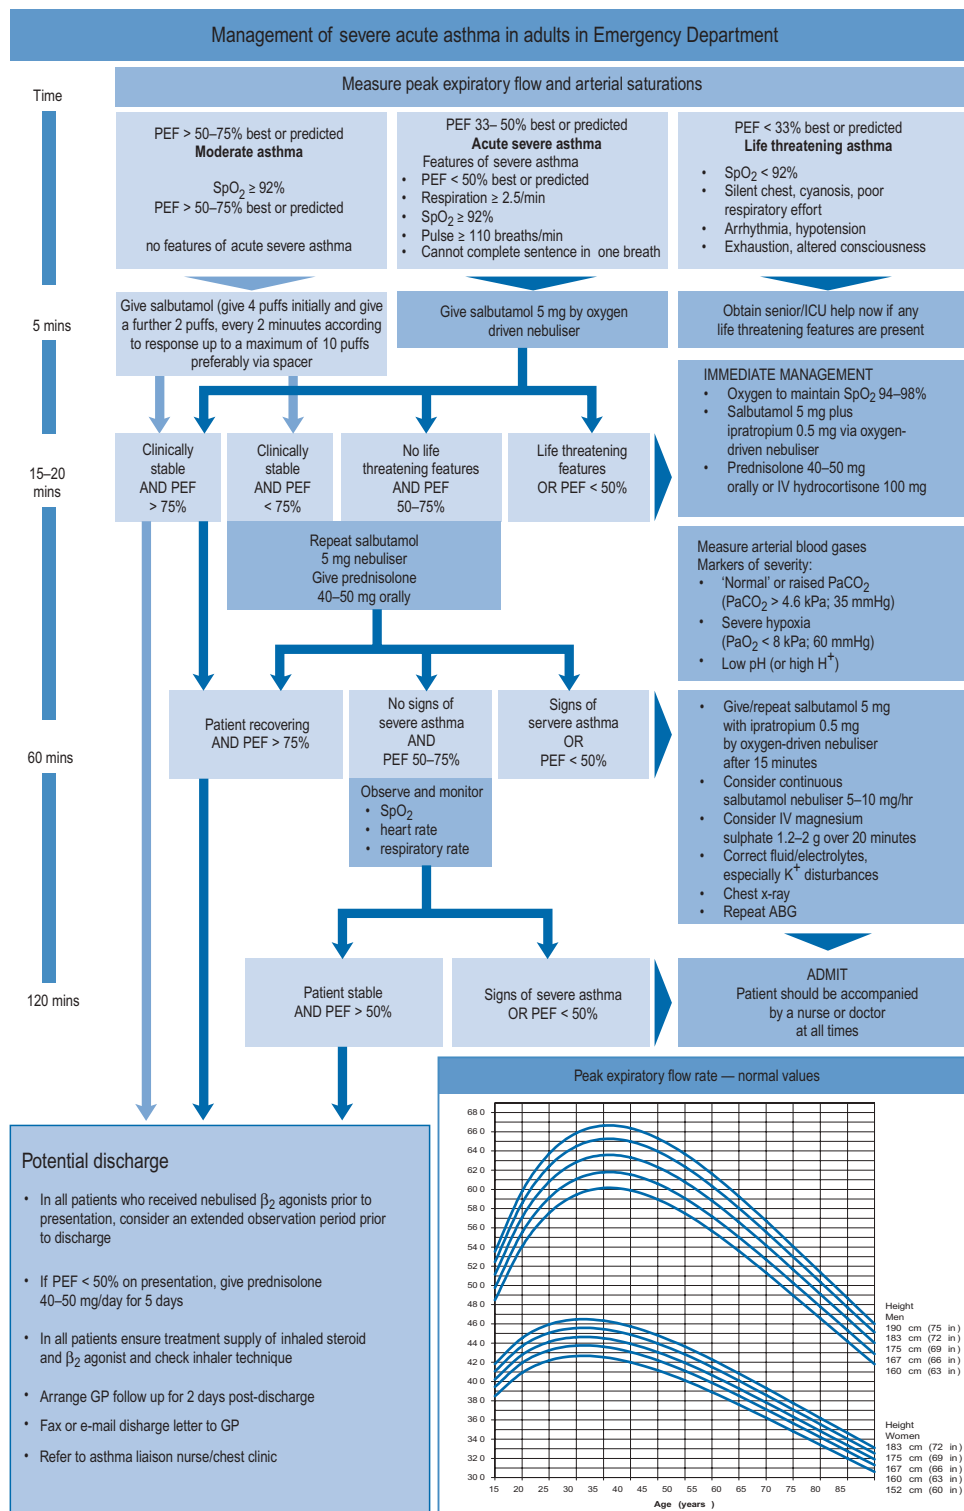 Management of severe acute asthma in adults in Emergency Department
Time
Measure peak expiratory flow and arterial saturations
PEF > 50–75% best or predicted
Moderate asthma
SpO2 ≥ 92%
PEF > 50–75% best or predicted
no features of acute severe asthma
PEF 33– 50% best or predicted
Acute severe asthma
Features of severe asthma
• PEF < 50% best or predicted
• Respiration ≥ 2.5/min
• SpO2 ≥ 92%
• Pulse ≥ 110 breaths/min
• Cannot complete sentence in one breath
PEF < 33% best or predicted
Life threatening asthma
• SpO2 < 92%
• Silent chest, cyanosis, poor
respiratory effort
• Arrhythmia, hypotension
• Exhaustion, altered consciousness
5 mins
Give salbutamol (give 4 puffs initially and give
a further 2 puffs, every 2 minuutes according
to response up to a maximum of 10 puffs
preferably via spacer
Give salbutamol 5 mg by oxygen
driven nebuliser
Obtain senior/ICU help now if any
life threatening features are present
IMMEDIATE MANAGEMENT
• Oxygen to maintain SpO2 94–98%
• Salbutamol 5 mg plus
ipratropium 0.5 mg via oxygen-
driven nebuliser
• Prednisolone 40–50 mg
orally or IV hydrocortisone 100 mg
15–20
mins
Clinically
stable
AND PEF
> 75%
Clinically
stable
AND PEF
< 75%
No life
threatening features
AND PEF
50–75%
Life threatening
features
OR PEF < 50%
Repeat salbutamol
5 mg nebuliser
Give prednisolone
40–50 mg orally
Measure arterial blood gases
Markers of severity:
• ‘Normal’ or raised PaCO2
(PaCO2 > 4.6 kPa; 35 mmHg)
• Severe hypoxia
(PaO2 < 8 kPa; 60 mmHg)
• Low pH (or high H+)
60 mins
Patient recovering
AND PEF > 75%
No signs of
severe asthma
AND
PEF 50–75%
Signs of
servere asthma
OR
PEF < 50%
Observe and monitor
• SpO2
• heart rate
• respiratory rate
• Give/repeat salbutamol 5 mg
with ipratropium 0.5 mg
by oxygen-driven nebuliser
after 15 minutes
• Consider continuous
salbutamol nebuliser 5–10 mg/hr
• Consider IV magnesium
sulphate 1.2–2 g over 20 minutes
• Correct fluid/electrolytes,
especially K+ disturbances
• Chest x-ray
• Repeat ABG
120 mins
Patient stable
AND PEF > 50%
Signs of severe asthma
OR PEF < 50%
ADMIT
Patient should be accompanied
by a nurse or doctor
at all times
Potential discharge
• In all patients who received nebulised β2 agonists prior to
presentation, consider an extended observation period prior
to discharge
• If PEF < 50% on presentation, give prednisolone
40–50 mg/day for 5 days
• In all patients ensure treatment supply of inhaled steroid
and β2 agonist and check inhaler technique
• Arrange GP follow up for 2 days post-discharge
• Fax or e-mail disharge letter to GP
• Refer to asthma liaison nurse/chest clinic
Peak expiratory flow rate — normal values
680
660
640
620
600
580
560
540
520
500
480
460
440
420
400
380
360
340
320
300
15 20 25 30 35 40 45 50 55 60 65 70 75 80 85
Age (years)
Height
Men
190 cm (75 in)
183 cm (72 in)
175 cm (69 in)
167 cm (66 in)
160 cm (63 in)
Height
Women
183 cm (72 in)
175 cm (69 in)
167 cm (66 in)
160 cm (63 in)
152 cm (60 in)